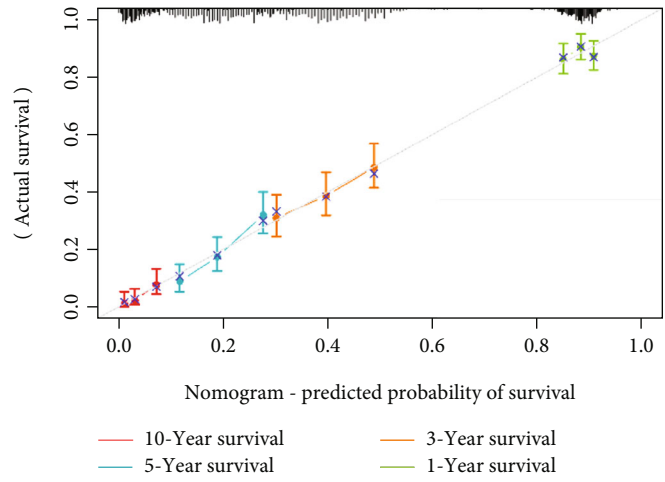 ( Actual survival )
1.0
0.8
0.6
0.4
0.2
0.0
0.0 0.2 0.4 0.6 0.8 1.0
Nomogram - predicted probability of survival
10-Year survival 3-Year survival
5-Year survival 1-Year survival